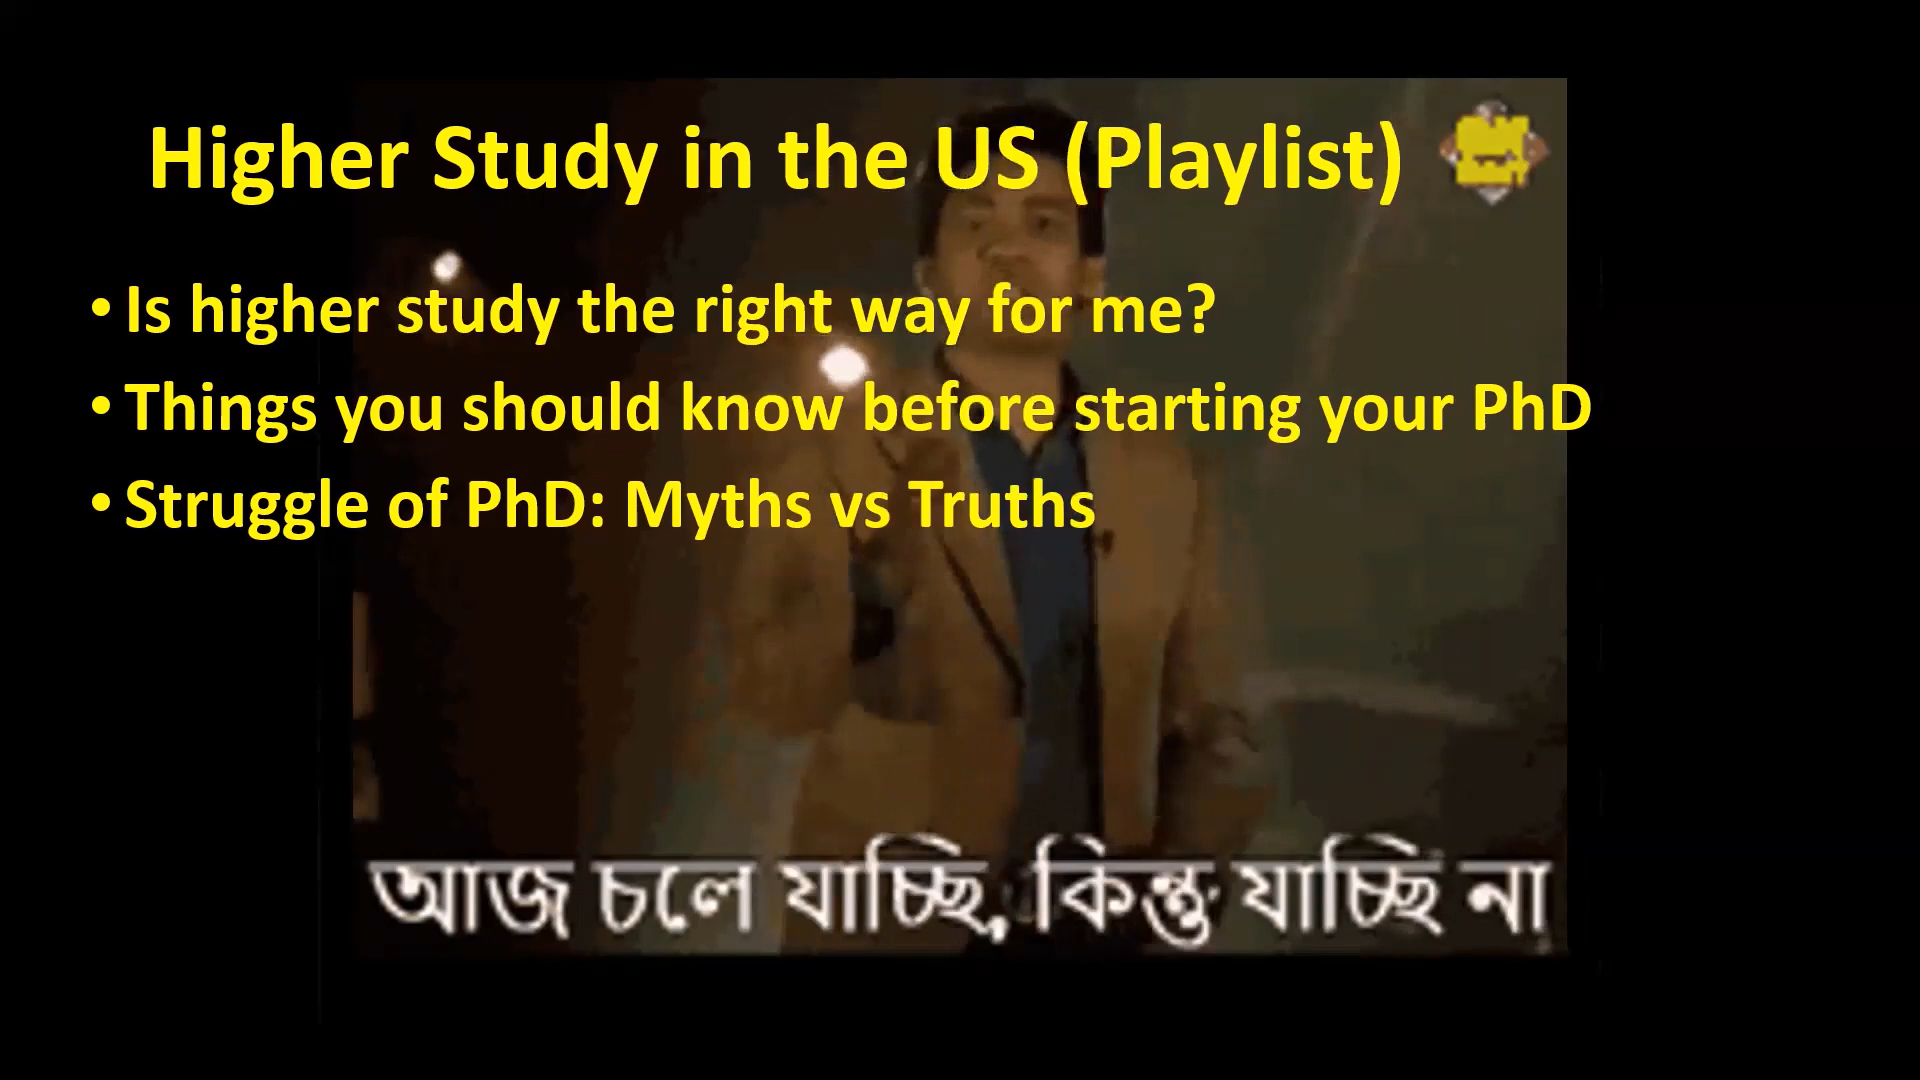 Higher Study in the US (Playlist)
• Is higher study the right way for me?
• Things you should know before starting your PhD
• Struggle of PhD: Myths vs Truths
আজ চলে যাচ্ছি, কিন্তু যাচ্ছি না